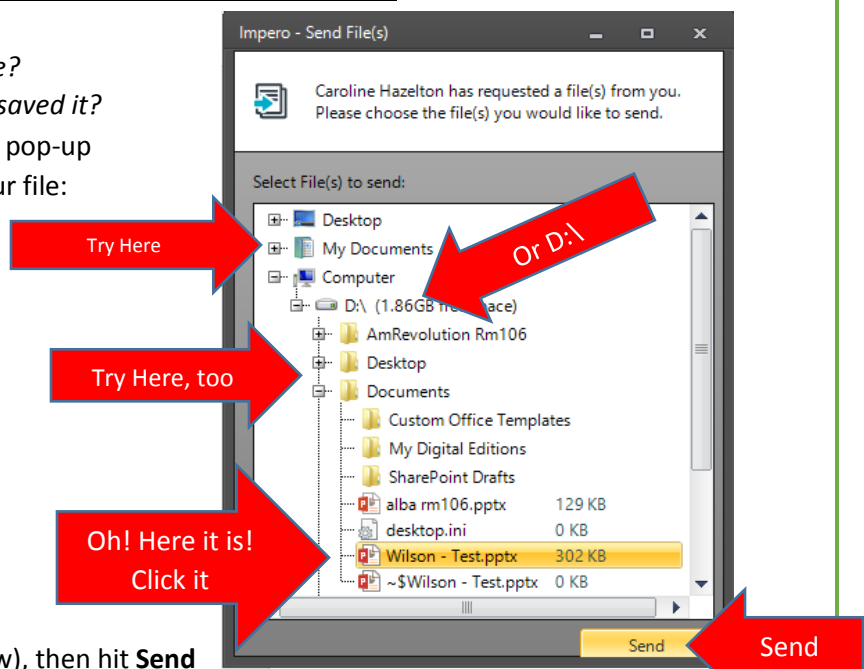 Impero - Send File(s)
e?
saved it?
pop-up
ur file:
Caroline Hazelton has requested a file(s) from you.
Please choose the file(s) you would like to send.
Select File(s) to send:
Desktop
Try Here
My Documents
Or D:\
Computer
D:\ (1.86GB fr ace)
AmRevolution Rm106
Try Here, too
Desktop
Documents
Custom Office Templates
My Digital Editions
SharePoint Drafts
alba rm106.pptx 129 KB
desktop.ini 0 KB
Oh! Here it is!
Click it
Wilson - Test.pptx 302 KB
~$Wilson - Test.pptx 0 KB
Send
Send
w), then hit Send